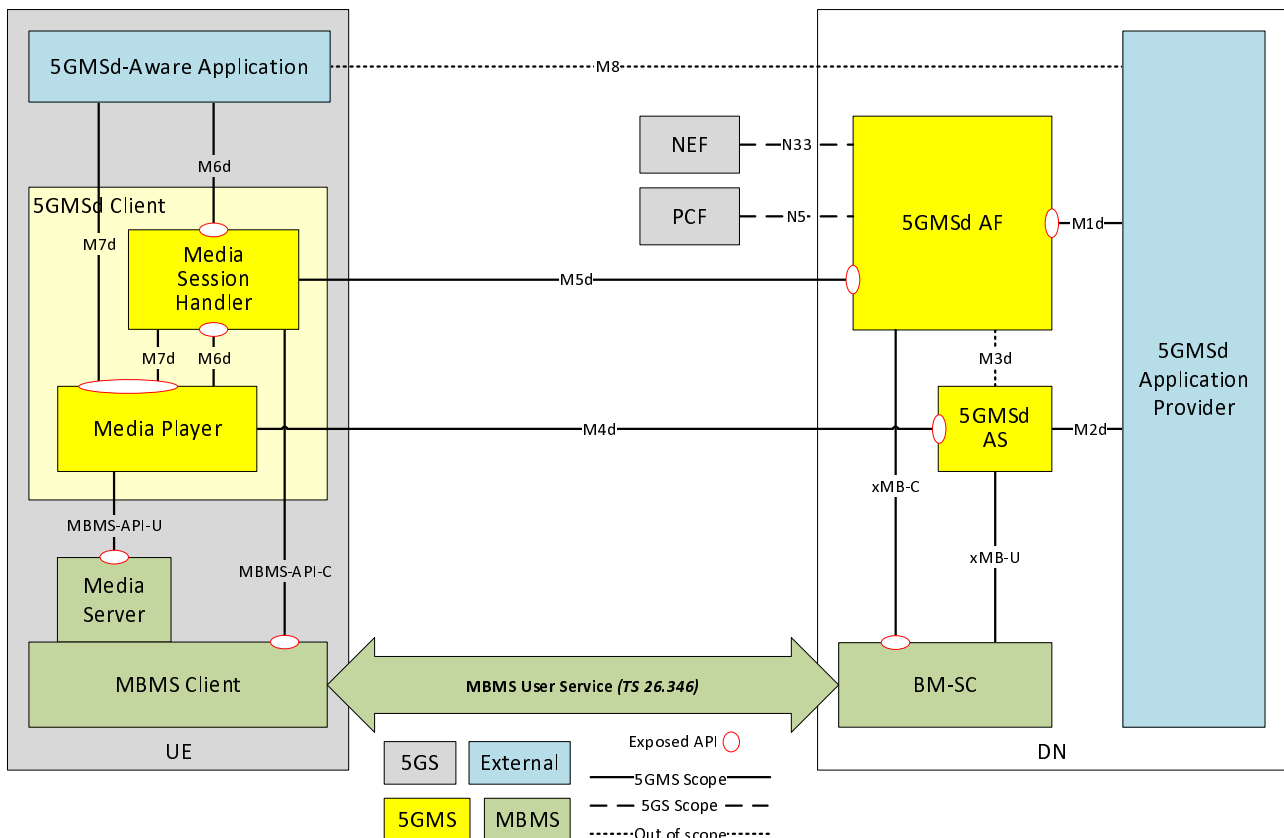 5GMSd-Aware Application
M8
NEF
N33
PCF
N5
M6d
5GMSd Client
M7d
Media
Session
Handler
M5d
5GMSd AF
M1d
M7d
M6d
M3d
5GMSd
Application
Provider
Media Player
M4d
5GMSd
AS
M2d
xMB-C
MBMS-API-U
xMB-U
MBMS-API-C
Media
Server
MBMS Client
MBMS User Service (TS 26.346)
BM-SC
UE
DN
5GS
External
5GMS
MBMS
Exposed API
5GMS Scope
5GS Scope
Out of scope